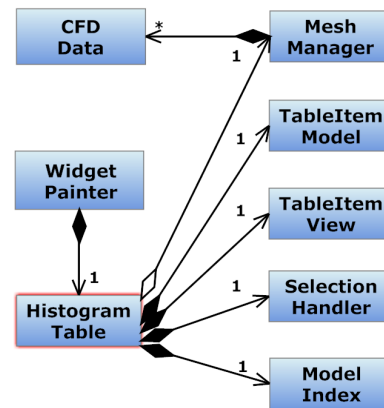 CFD
Data
*
1
Mesh
Manager
1
TableItem
Model
Widget
Painter
1
TableItem
View
1
Histogram
Table
1
Selection
Handler
1
Model
Index